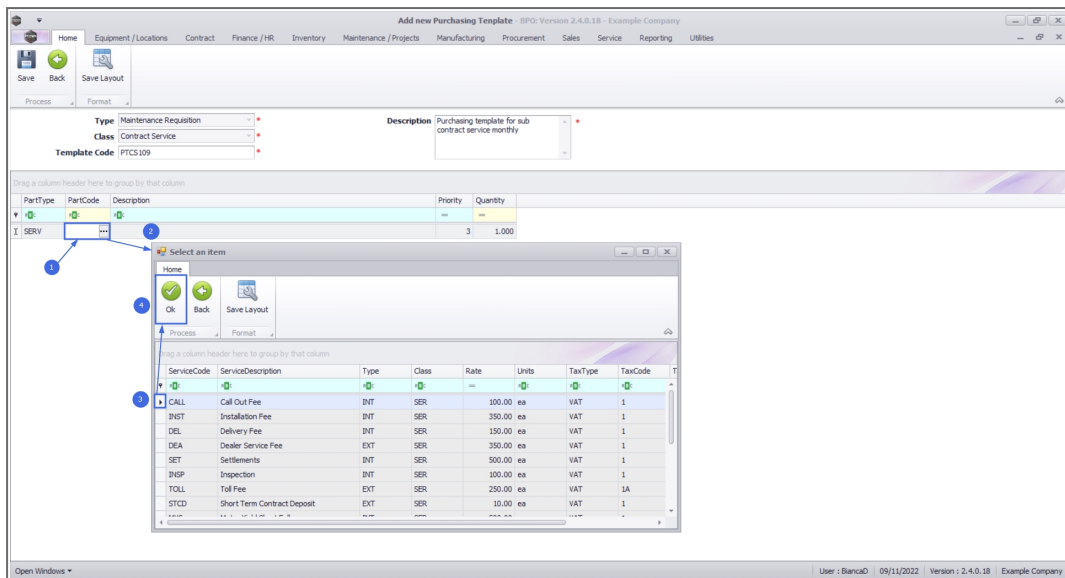 Add new Purchasing Tenplate - BPO: Version 2.4.0.18 - Example Company
Home Equipment / Locations Contract Finance / HR Inventory Maintenance / Projects Manufacturing Procurement Sales Service Reporting Utilities
Save Back Save Layout
Process Format
Type Maintenance Requisition * Description Purchasing template for sub *
contract service monthly
Class Contract Service *
Template Code PTCS109 *
Drag a column header here to group by that column
PartType PartCode Description Priority Quantity
SERV ... 2 3 1.000
1
Select an item
Home
4 Ok Back Save Layout
Process Format
Drag a column header here to group by that column
ServiceCode ServiceDescription Type Class Rate Units TaxType TaxCode T
3 CALL Call Out Fee INT SER 100.00 ea VAT 1
INST Installation Fee INT SER 350.00 ea VAT 1
DEL Delivery Fee INT SER 150.00 ea VAT 1
DEA Dealer Service Fee EXT SER 350.00 ea VAT 1
SET Settlements INT SER 500.00 ea VAT 1
INSP Inspection INT SER 100.00 ea VAT 1
TOLL Toll Fee EXT SER 250.00 ea VAT 1A
STCD Short Term Contract Deposit EXT SER 10.00 ea VAT 1
Open Windows User : BiancaD 09/11/2022 Version : 2.4.0.18 Example Company